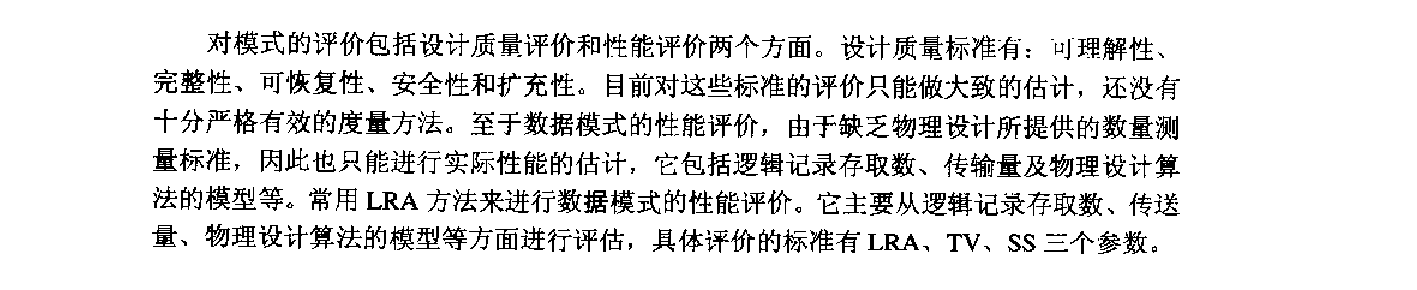 对模式的评价包括设计质量评价和性能评价两个方面。设计质量标准有：可理解性、
完整性、可恢复性、安全性和扩充性。目前对这些标准的评价只能做大致的估计，还没有
十分严格有效的度量方法。至于数据模式的性能评价，由于缺乏物理设计所提供的数量测
量标准，因此也只能进行实际性能的估计，它包括逻辑记录存取数、传输量及物理设计算
法的模型等。常用 LRA 方法来进行数据模式的性能评价。它主要从逻辑记录存取数、传送
量、物理设计算法的模型等方面进行评估，具体评价的标准有 LRA、TV、SS 三个参数。